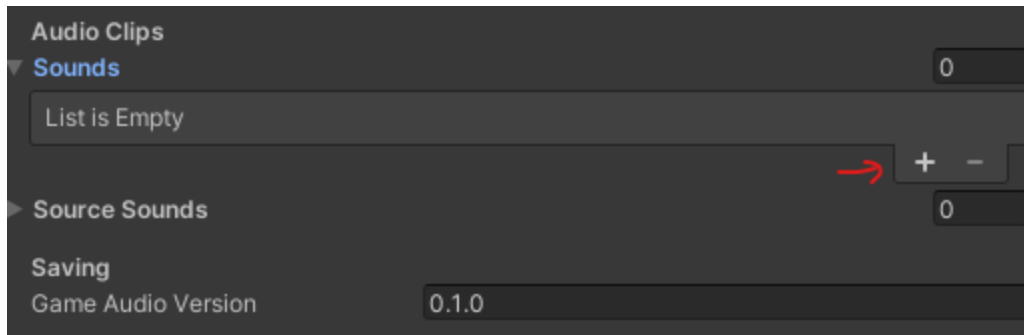 Audio Clips
Sounds 0
List is Empty
+ −
Source Sounds 0
Saving
Game Audio Version 0.1.0